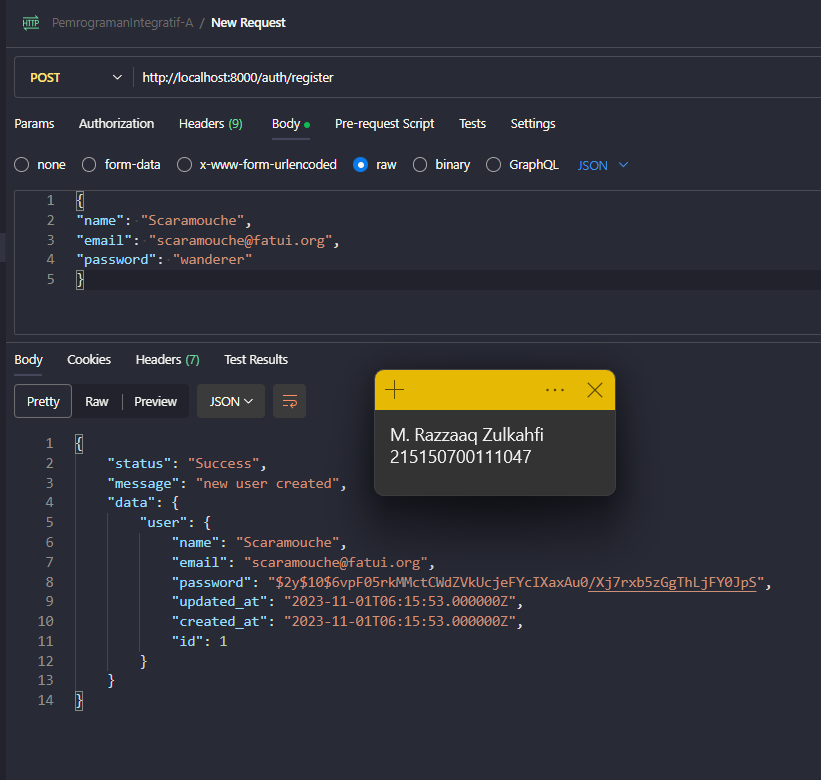 HTTP PemrogramanIntegratif-A / New Request
POST http://localhost:8000/auth/register
Params Authorization Headers (9) Body Pre-request Script Tests Settings
none form-data x-www-form-urlencoded raw binary GraphQL JSON
1 {
2 "name": "Scaramouche",
3 "email": "scaramouche@fatui.org",
4 "password": "wanderer"
5 }
Body Cookies Headers (7) Test Results
Pretty Raw Preview JSON
M. Razzaaq Zulkahfi
215150700111047
1 {
2 "status": "Success",
3 "message": "new user created",
4 "data": {
5 "user": {
6 "name": "Scaramouche",
7 "email": "scaramouche@fatui.org",
8 "password": "$2y$10$6vpF05rkMMctCWdZVkUcjeFYcIXaxAu0/Xj7rxb5zGgThLjFY0JpS",
9 "updated_at": "2023-11-01T06:15:53.000000Z",
10 "created_at": "2023-11-01T06:15:53.000000Z",
11 "id": 1
12 }
13 }
14 }